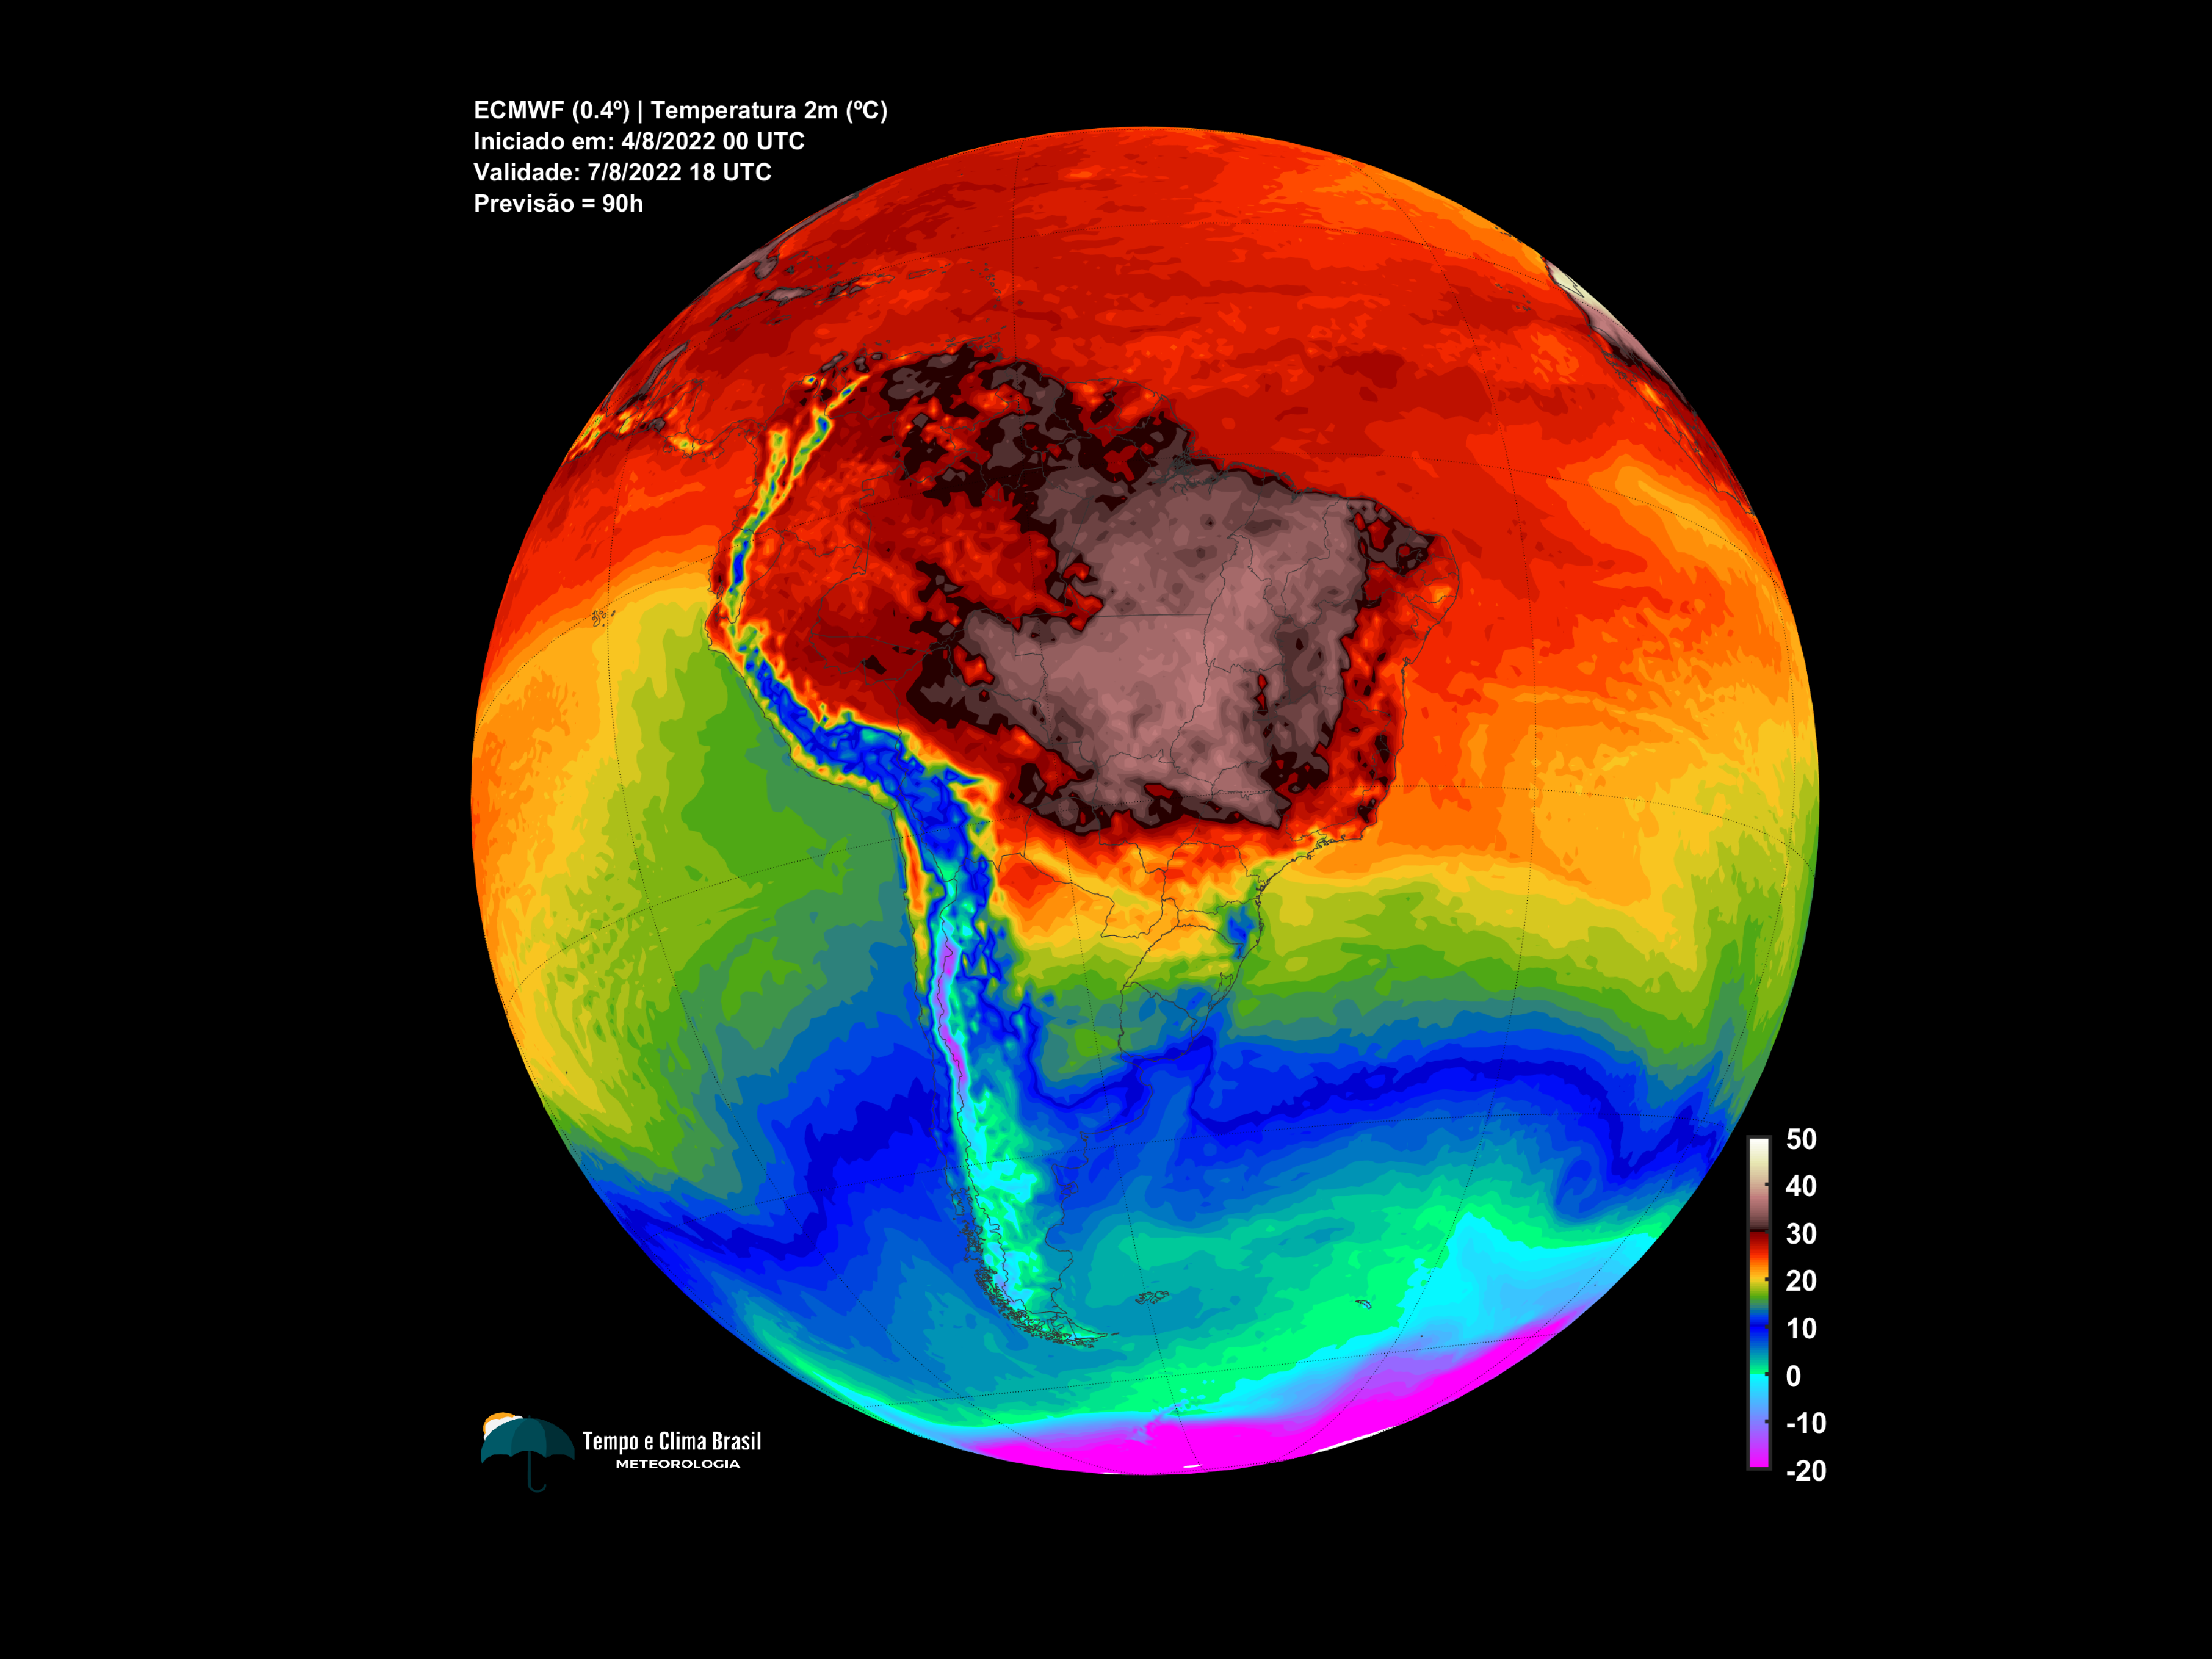 ECMWF (0.4º) | Temperatura 2m (ºC)
Iniciado em: 4/8/2022 00 UTC
Validade: 7/8/2022 18 UTC
Previsão = 90h
50
40
30
20
10
0
-10
-20
Tempo e Clima Brasil
METEOROLOGIA